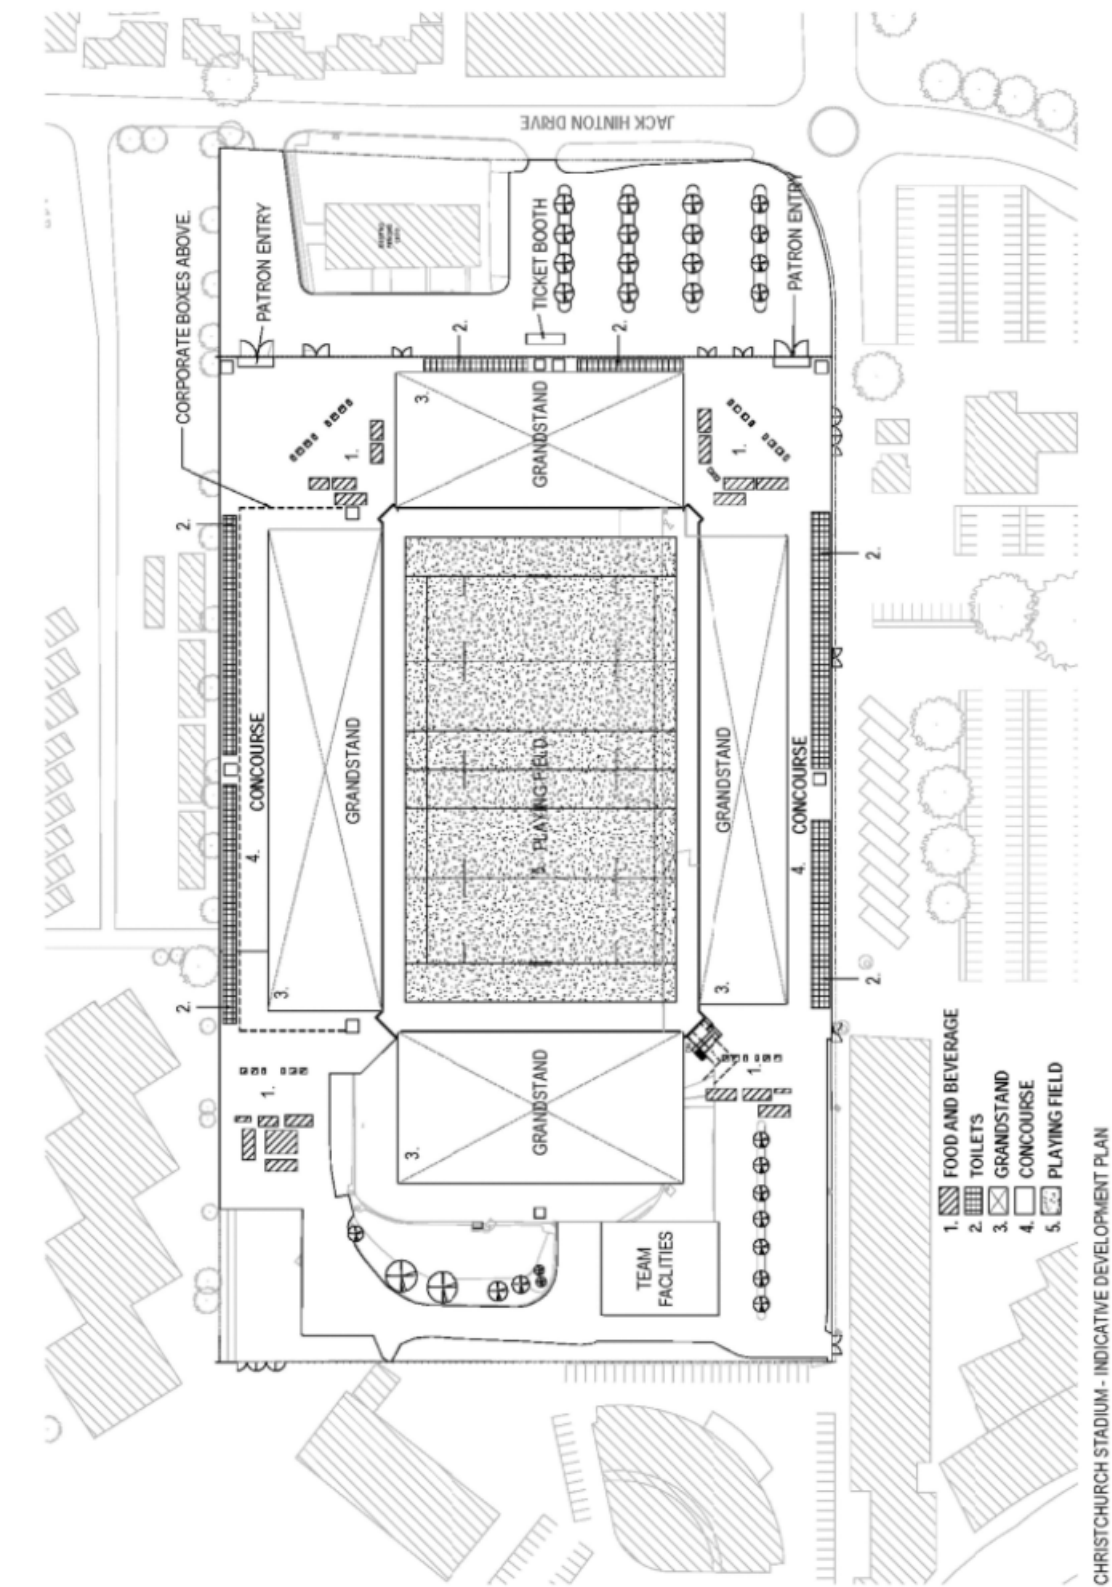 2.
2.
CORPORATE BOXES ABOVE.
4.
CONCOURSE
PATRON ENTRY
1.
3.
GRANDSTAND
1.
3.
3.
2.
GRANDSTAND
5. PLAYING FIELD
GRANDSTAND
TICKET BOOTH
JACK HINTON DRIVE
2.
TEAM
FACLITIES
3.
GRANDSTAND
1.
1.
4.
CONCOURSE
PATRON ENTRY
2.
2.
1. FOOD AND BEVERAGE
2. TOILETS
3. GRANDSTAND
4. CONCOURSE
5. PLAYING FIELD
CHRISTCHURCH STADIUM - INDICATIVE DEVELOPMENT PLAN